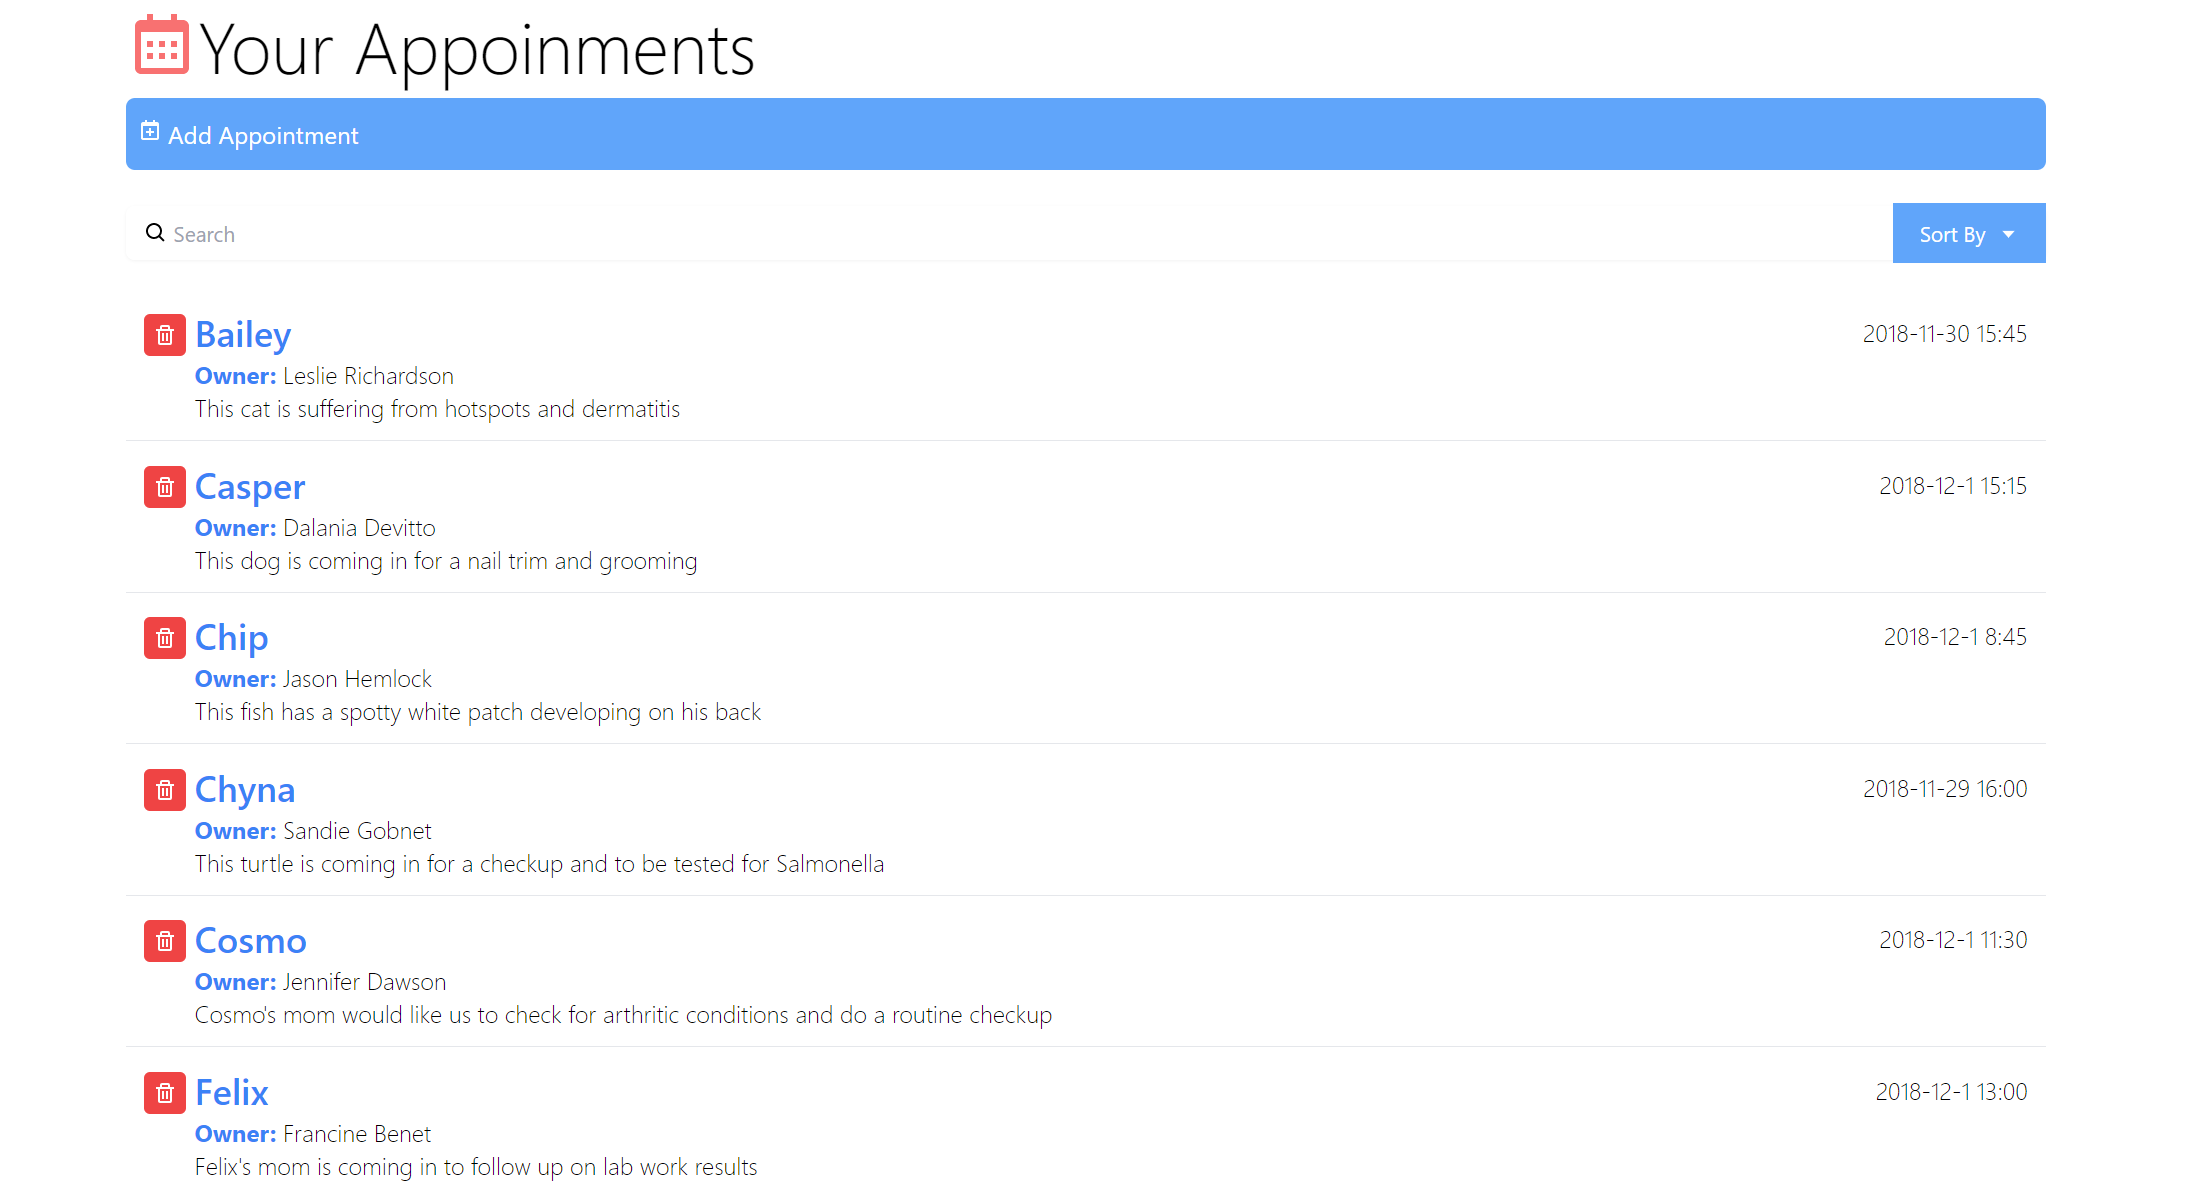 Your Appoinments
Add Appointment
Search
Sort By
Bailey
2018-11-30 15:45
Owner: Leslie Richardson
This cat is suffering from hotspots and dermatitis
Casper
2018-12-1 15:15
Owner: Dalania Devitto
This dog is coming in for a nail trim and grooming
Chip
2018-12-1 8:45
Owner: Jason Hemlock
This fish has a spotty white patch developing on his back
Chyna
2018-11-29 16:00
Owner: Sandie Gobnet
This turtle is coming in for a checkup and to be tested for Salmonella
Cosmo
2018-12-1 11:30
Owner: Jennifer Dawson
Cosmo's mom would like us to check for arthritic conditions and do a routine checkup
Felix
2018-12-1 13:00
Owner: Francine Benet
Felix's mom is coming in to follow up on lab work results